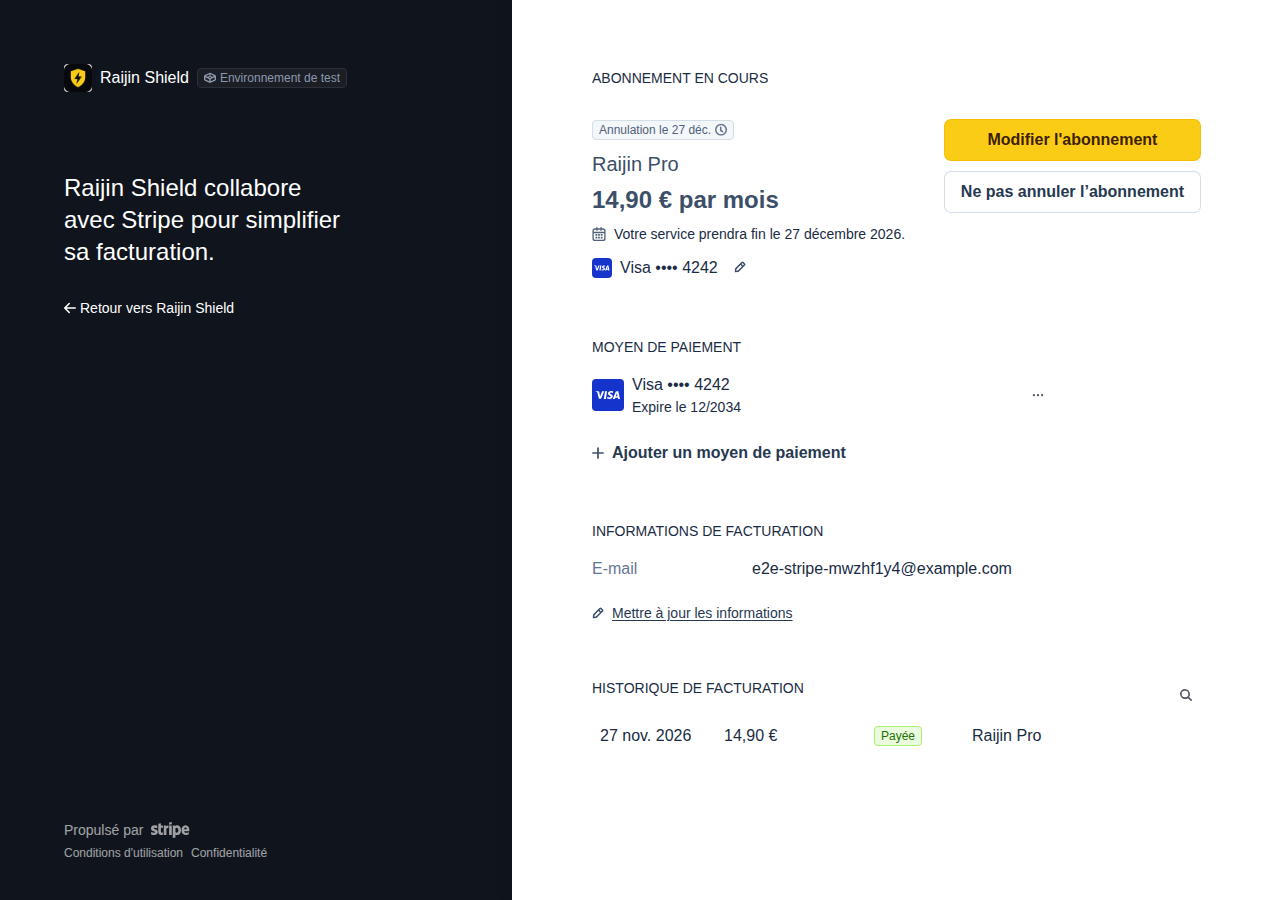 Raijin Shield
Environnement de test
Raijin Shield collabore
avec Stripe pour simplifier
sa facturation.
Retour vers Raijin Shield
Propulsé par stripe
Conditions d'utilisation Confidentialité
ABONNEMENT EN COURS
Annulation le 27 déc.
Raijin Pro
14,90 € par mois
Votre service prendra fin le 27 décembre 2026.
VISA Visa •••• 4242
Modifier l'abonnement
Ne pas annuler l’abonnement
MOYEN DE PAIEMENT
VISA Visa •••• 4242
Expire le 12/2034
Ajouter un moyen de paiement
INFORMATIONS DE FACTURATION
E-mail e2e-stripe-mwzhf1y4@example.com
Mettre à jour les informations
HISTORIQUE DE FACTURATION
27 nov. 2026 14,90 € Payée Raijin Pro